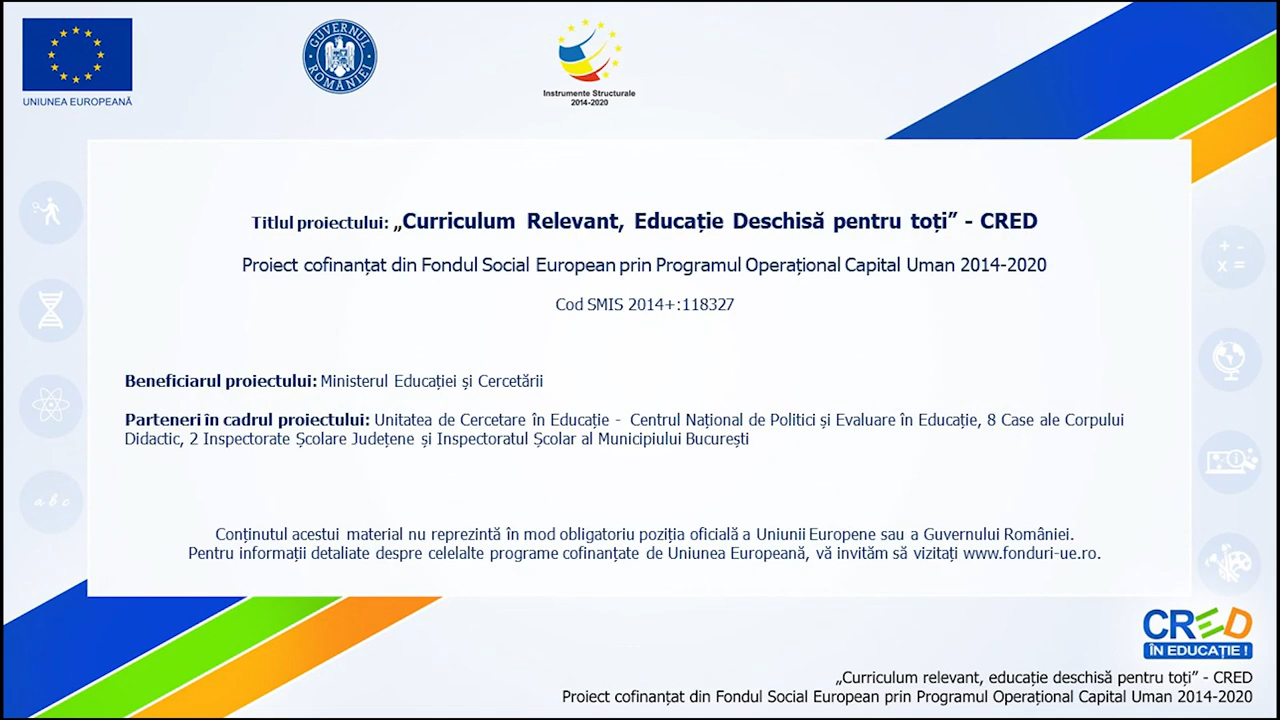 UNIUNEA EUROPEANĂ
GUVERNUL ROMÂNIEI
Instrumente Structurale
2014-2020
Titlul proiectului: „Curriculum Relevant, Educație Deschisă pentru toți” - CRED
Proiect cofinanțat din Fondul Social European prin Programul Operațional Capital Uman 2014-2020
Cod SMIS 2014+:118327
Beneficiarul proiectului: Ministerul Educației și Cercetării
Parteneri în cadrul proiectului: Unitatea de Cercetare în Educație - Centrul Național de Politici și Evaluare în Educație, 8 Case ale Corpului
Didactic, 2 Inspectorate Școlare Județene și Inspectoratul Școlar al Municipiului București
a b c
Conținutul acestui material nu reprezintă în mod obligatoriu poziția oficială a Uniunii Europene sau a Guvernului României.
Pentru informații detaliate despre celelalte programe cofinanțate de Uniunea Europeană, vă invităm să vizitați www.fonduri-ue.ro.
+ -
x =
CRED
ÎN EDUCAȚIE !
„Curriculum relevant, educație deschisă pentru toți” - CRED
Proiect cofinanțat din Fondul Social European prin Programul Operațional Capital Uman 2014-2020